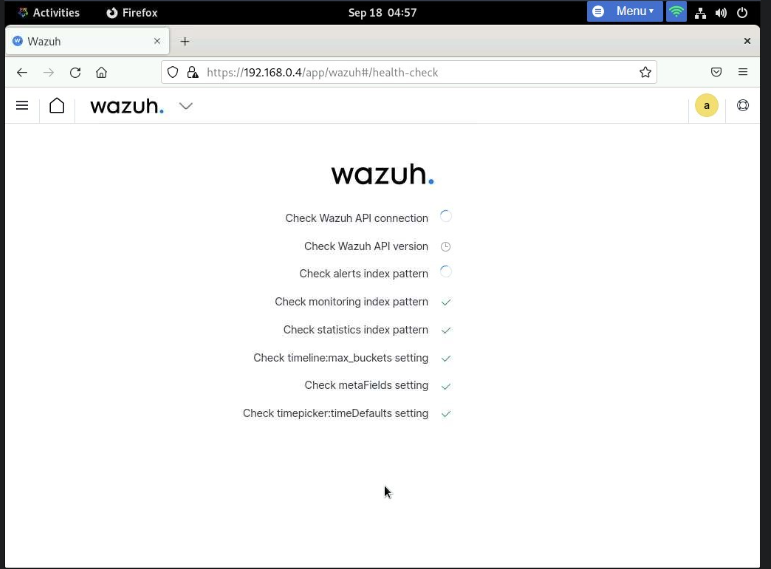 Activities Firefox Sep 18 04:57 Menu
Wazuh
https://192.168.0.4/app/wazuh#/health-check
wazuh. a
wazuh.
Check Wazuh API connection
Check Wazuh API version
Check alerts index pattern
Check monitoring index pattern
Check statistics index pattern
Check timeline:max_buckets setting
Check metaFields setting
Check timepicker:timeDefaults setting